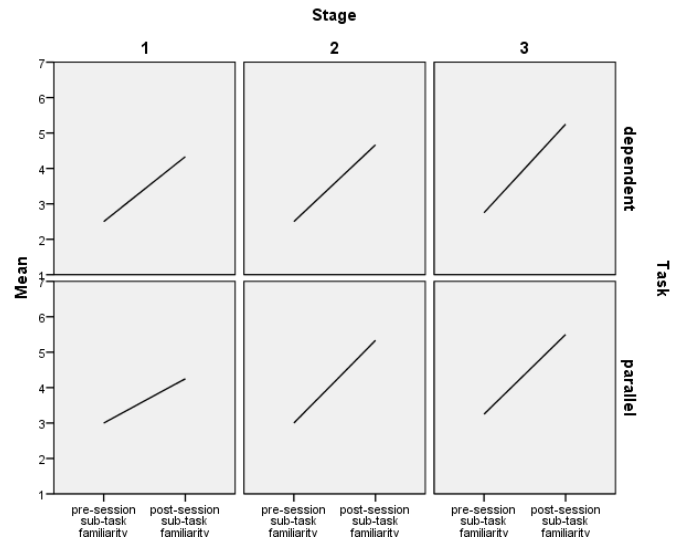 Stage
1 2 3
7
6
5
4
3
2
1
dependent
Mean
Task
7
6
5
4
3
2
1
parallel
pre-session post-session pre-session post-session pre-session post-session
sub-task sub-task sub-task sub-task sub-task sub-task
familiarity familiarity familiarity familiarity familiarity familiarity